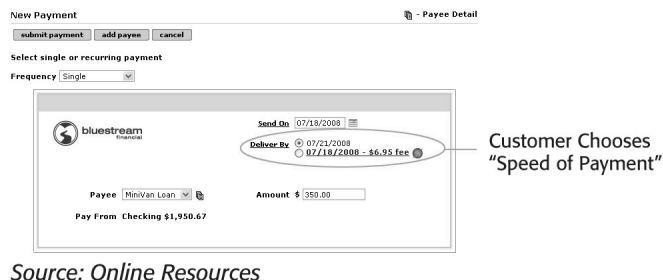 New Payment - Payee Detail
submit payment add payee cancel
Select single or recurring payment
Frequency Single
bluestream
financial
Send On 07/18/2008
Deliver By 07/21/2008
07/18/2008 - $6.95 fee
Customer Chooses
“Speed of Payment”
Payee MiniVan Loan Amount $ 350.00
Pay From Checking $1,950.67
Source: Online Resources